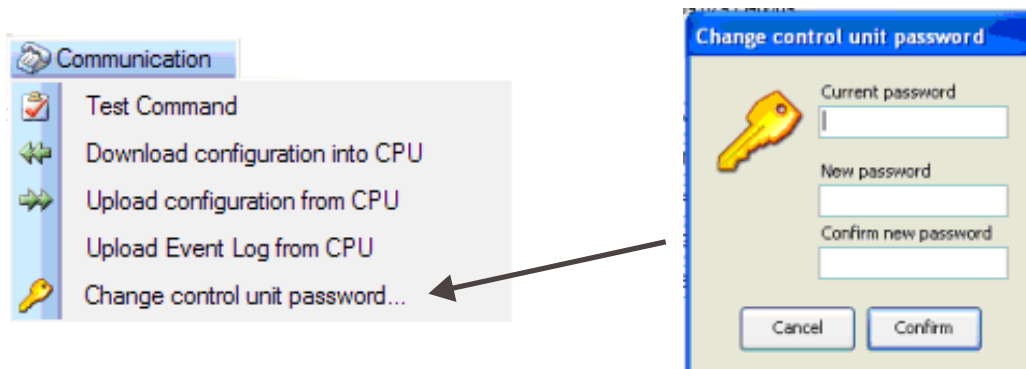 Communication
Test Command
Download configuration into CPU
Upload configuration from CPU
Upload Event Log from CPU
Change control unit password...
Change control unit password
Current password
New password
Confirm new password
Cancel
Confirm